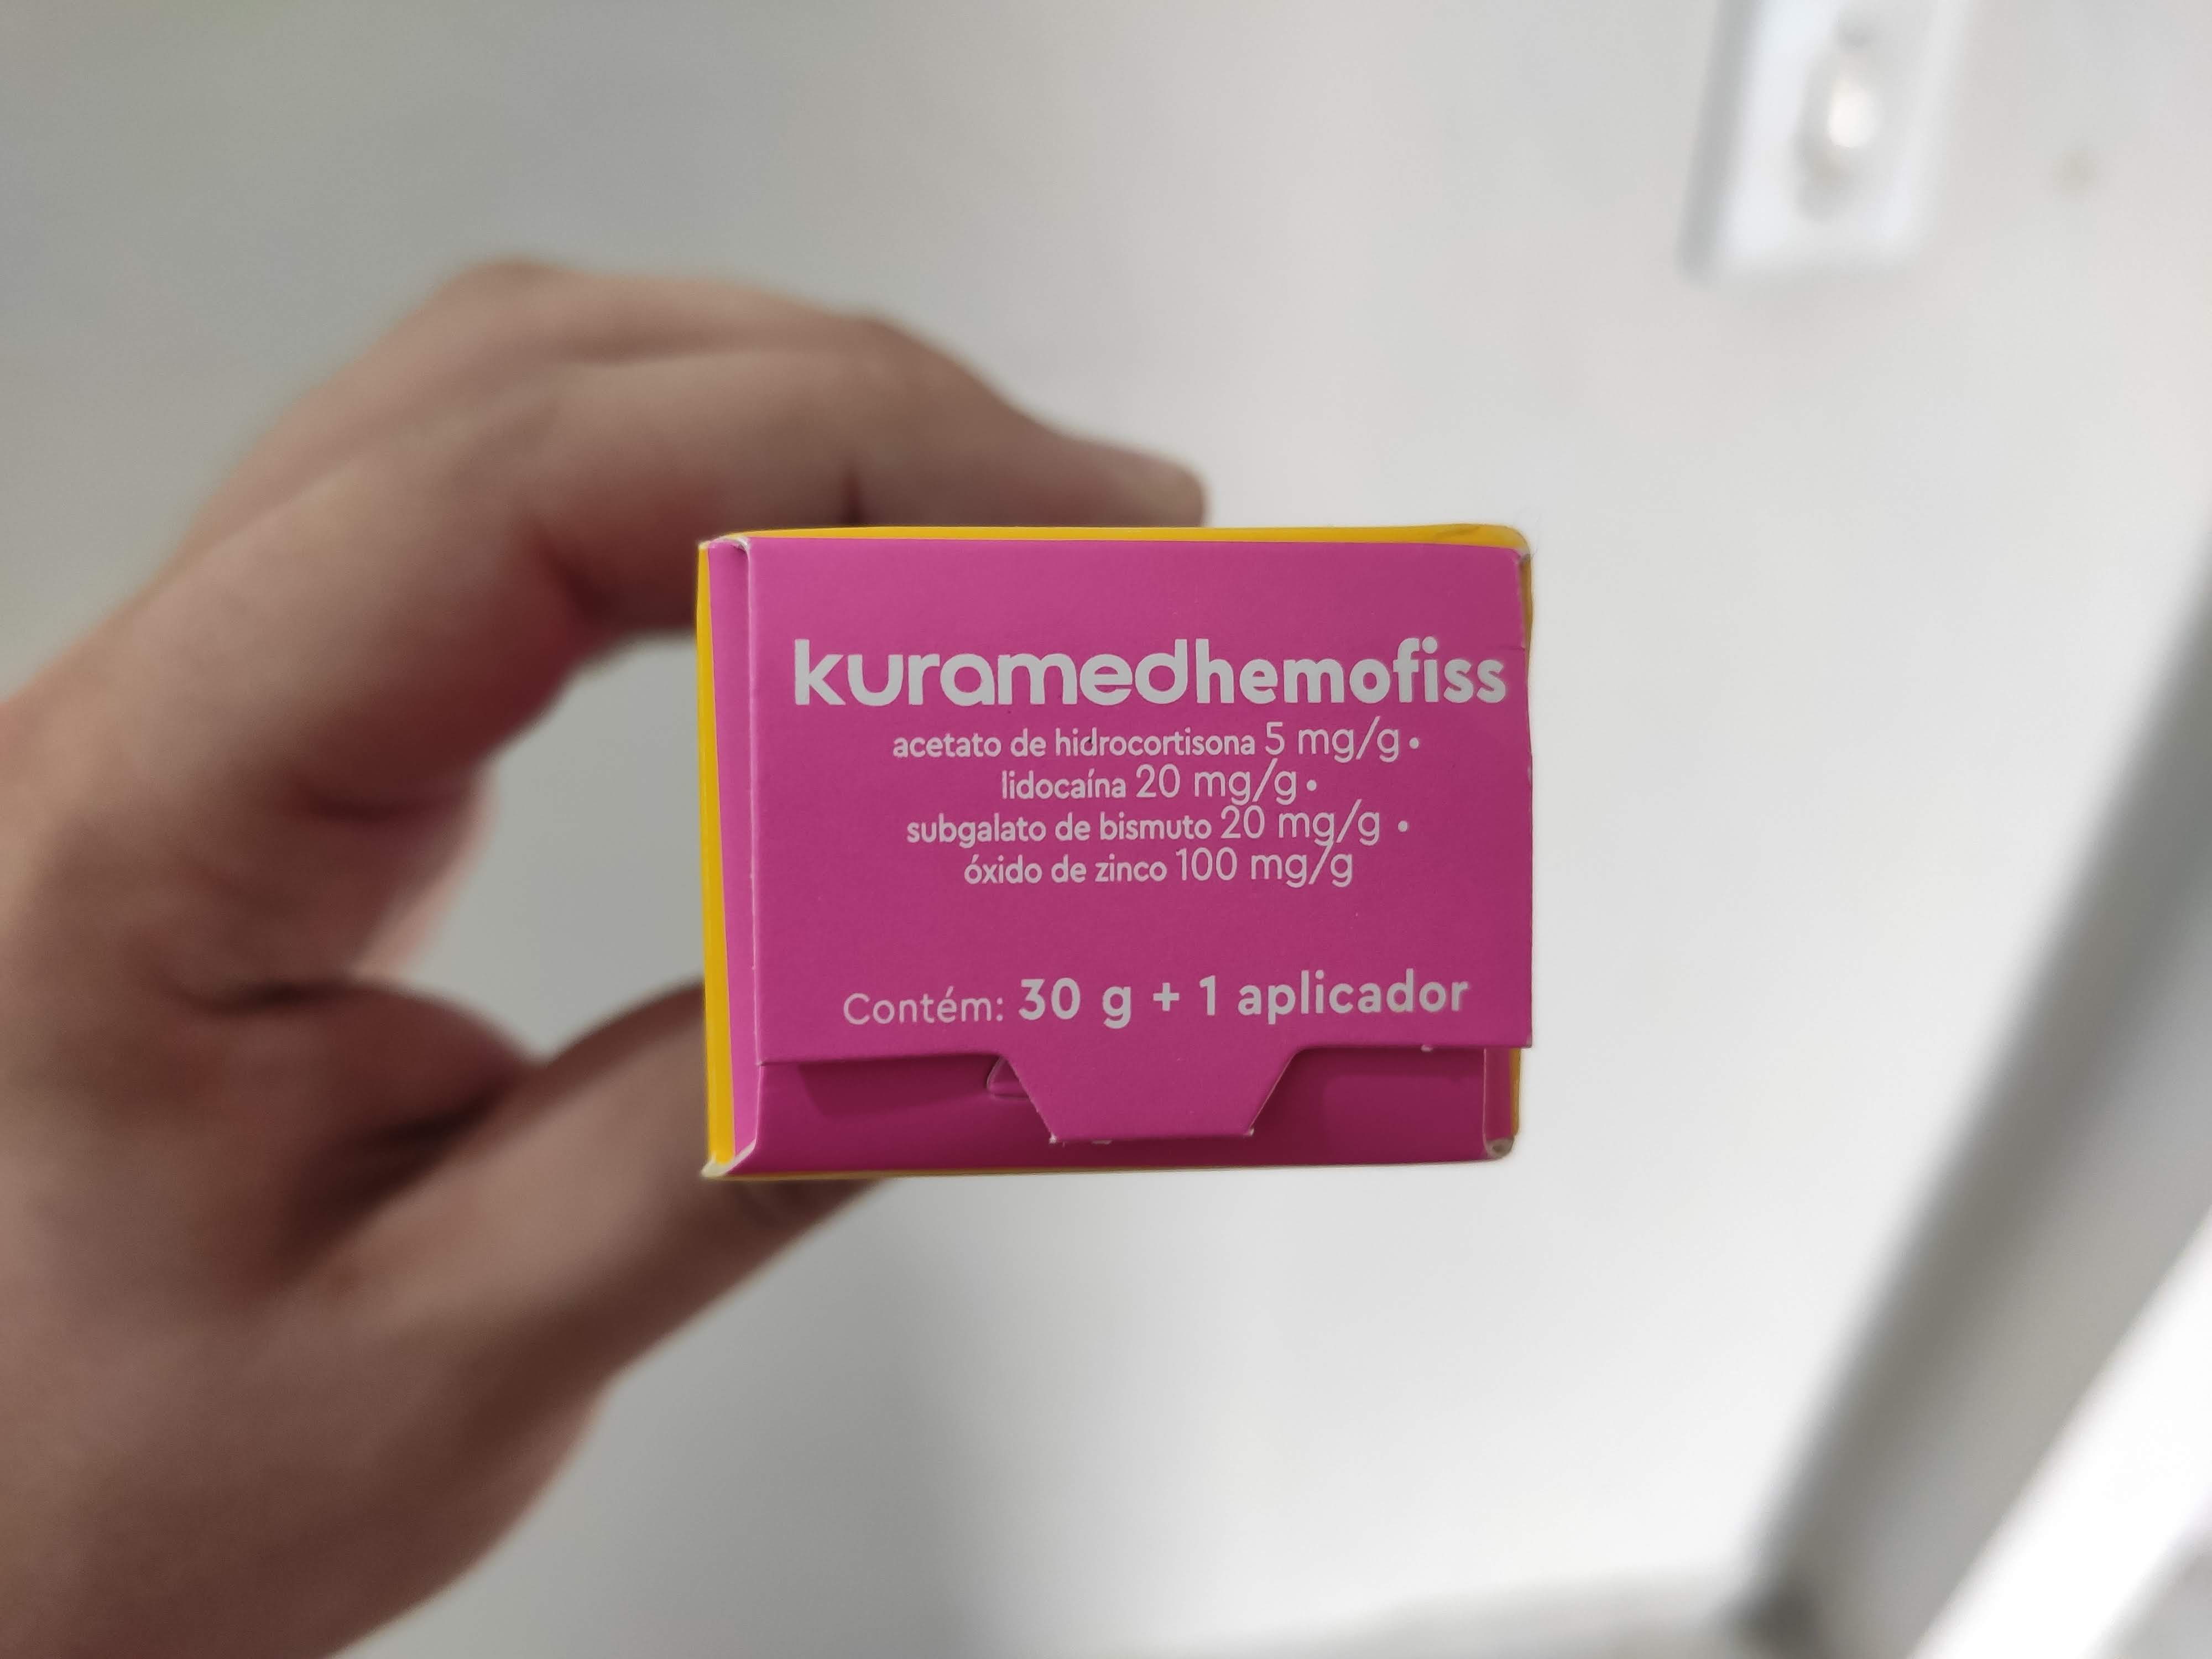 kuramedhemofiss
acetato de hidrocortisona 5 mg/g •
lidocaína 20 mg/g •
subgalato de bismuto 20 mg/g •
óxido de zinco 100 mg/g
Contém: 30 g + 1 aplicador